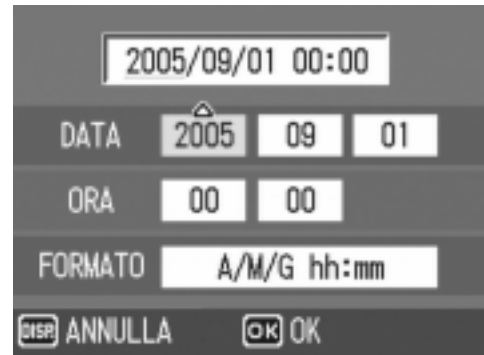 2005/09/01 00:00
DATA 2005 09 01
ORA 00 00
FORMATO A/M/G hh:mm
DISP. ANNULLA OK OK